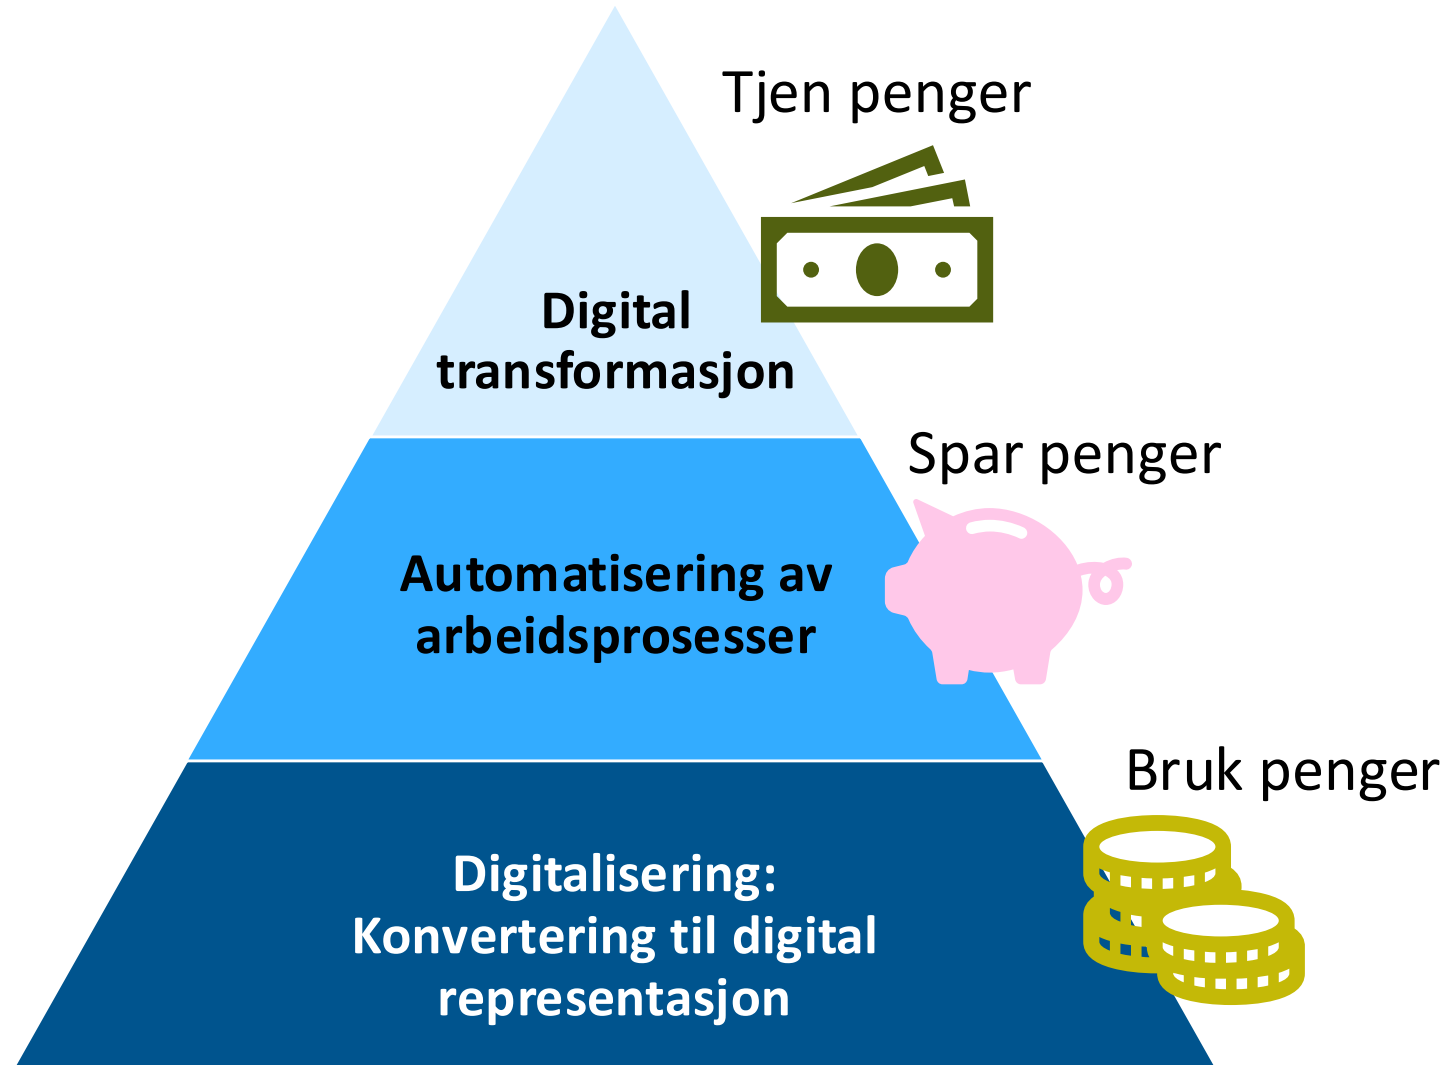 Tjen penger
Digital
transformasjon
Spar penger
Automatisering av
arbeidsprosesser
Bruk penger
Digitalisering:
Konvertering til digital
representasjon